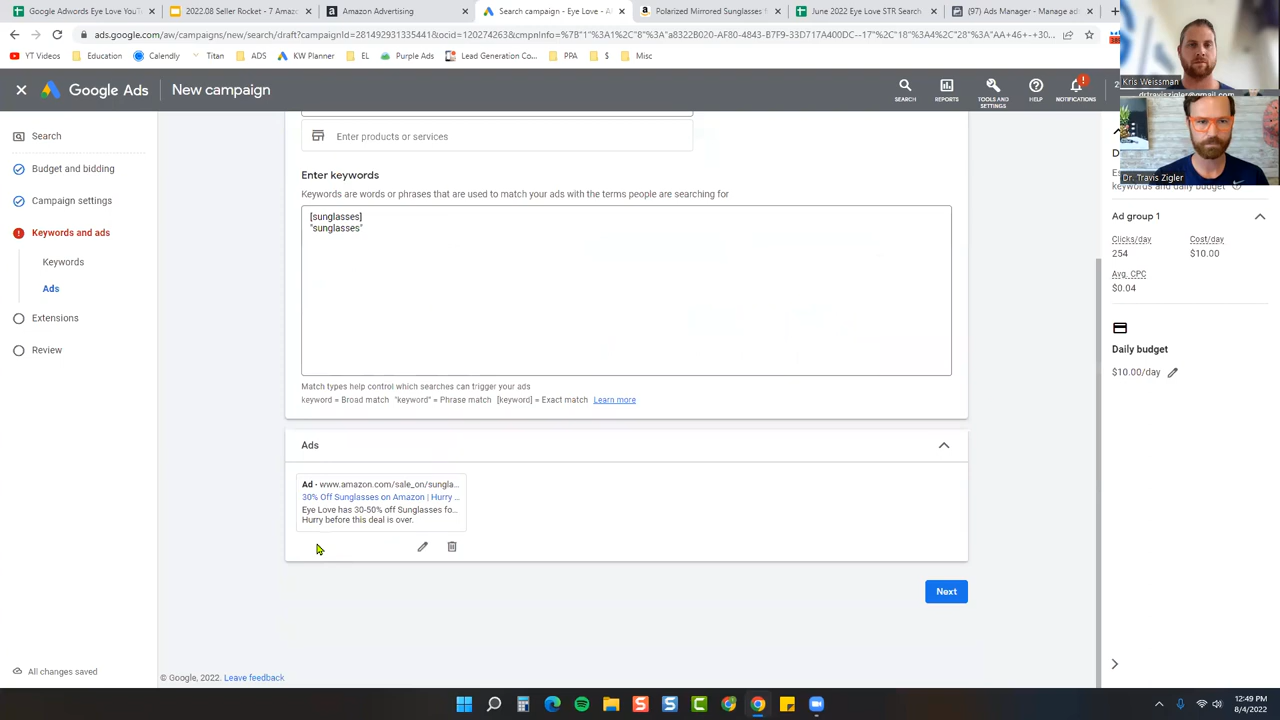 Google Adwords Eye Love YouT
2022.08 Seller Rocket - 7 Amaz
Amazon Advertising
Search campaign - Eye Love - A
Polarized Mirrored Sunglasses f
June 2022 Eye Love STR Search
(97) Ads Manager - Manage ad
ads.google.com/aw/campaigns/new/search/draft?campaignId=281492931335441&ocid=120274263&cmpnInfo=%7B"1%3A1%2C"8%3A"a8322B020-AF80-4843-B7F9-33D717A400DC--17%2C"18%3A4%2C"28%3A"AA+46+-+30...
YT Videos
Education
Calendly
Titan
ADS
KW Planner
EL
Purple Ads
Lead Generation Co...
PPA
$
Misc
Kris Weissman
drtraviszigler@gmail.com
Google Ads
New campaign
SEARCH
REPORTS
TOOLS AND
SETTINGS
HELP
NOTIFICATIONS
Dr. Travis Zigler
Search
Budget and bidding
Campaign settings
Keywords and ads
Keywords
Ads
Extensions
Review
Enter products or services
Enter keywords
Keywords are words or phrases that are used to match your ads with the terms people are searching for
[sunglasses]
"sunglasses"
Match types help control which searches can trigger your ads
keyword = Broad match "keyword" = Phrase match [keyword] = Exact match Learn more
Ads
Ad - www.amazon.com/sale_on/sungla...
30% Off Sunglasses on Amazon | Hurry ...
Eye Love has 30-50% off Sunglasses fo...
Hurry before this deal is over.
Next
keywords and daily budget
Ad group 1
Clicks/day
254
Cost/day
$10.00
Avg. CPC
$0.04
Daily budget
$10.00/day
All changes saved
© Google, 2022. Leave feedback
12:49 PM
8/4/2022